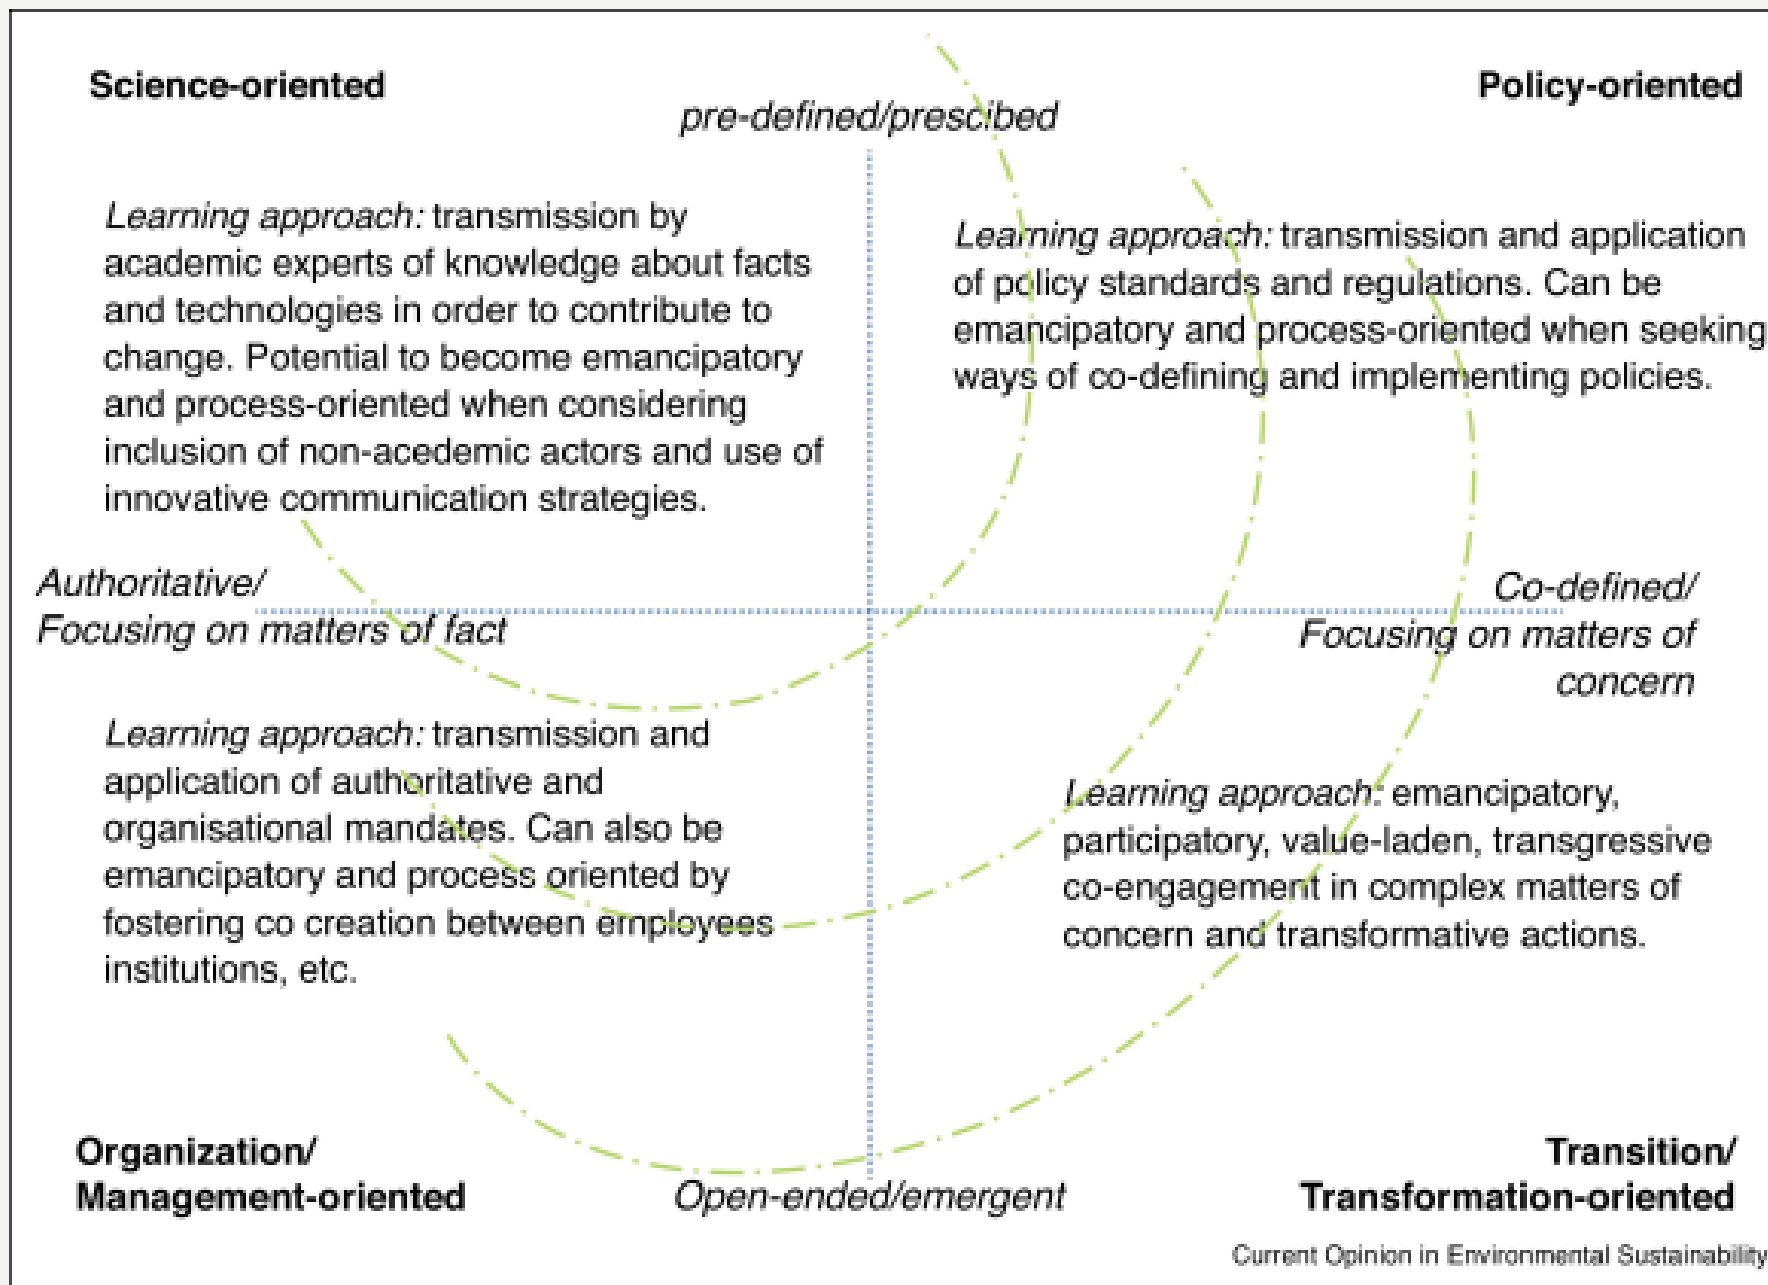 Science-oriented
Policy-oriented
pre-defined/prescibed
Learning approach: transmission by
academic experts of knowledge about facts
and technologies in order to contribute to
change. Potential to become emancipatory
and process-oriented when considering
inclusion of non-acedemic actors and use of
innovative communication strategies.
Learning approach: transmission and application
of policy standards and regulations. Can be
emancipatory and process-oriented when seeking
ways of co-defining and implementing policies.
Authoritative/
Focusing on matters of fact
Co-defined/
Focusing on matters of
concern
Learning approach: transmission and
application of authoritative and
organisational mandates. Can also be
emancipatory and process oriented by
fostering co creation between employees
institutions, etc.
Learning approach: emancipatory,
participatory, value-laden, transgressive
co-engagement in complex matters of
concern and transformative actions.
Organization/
Management-oriented
Open-ended/emergent
Transition/
Transformation-oriented
Current Opinion in Environmental Sustainability